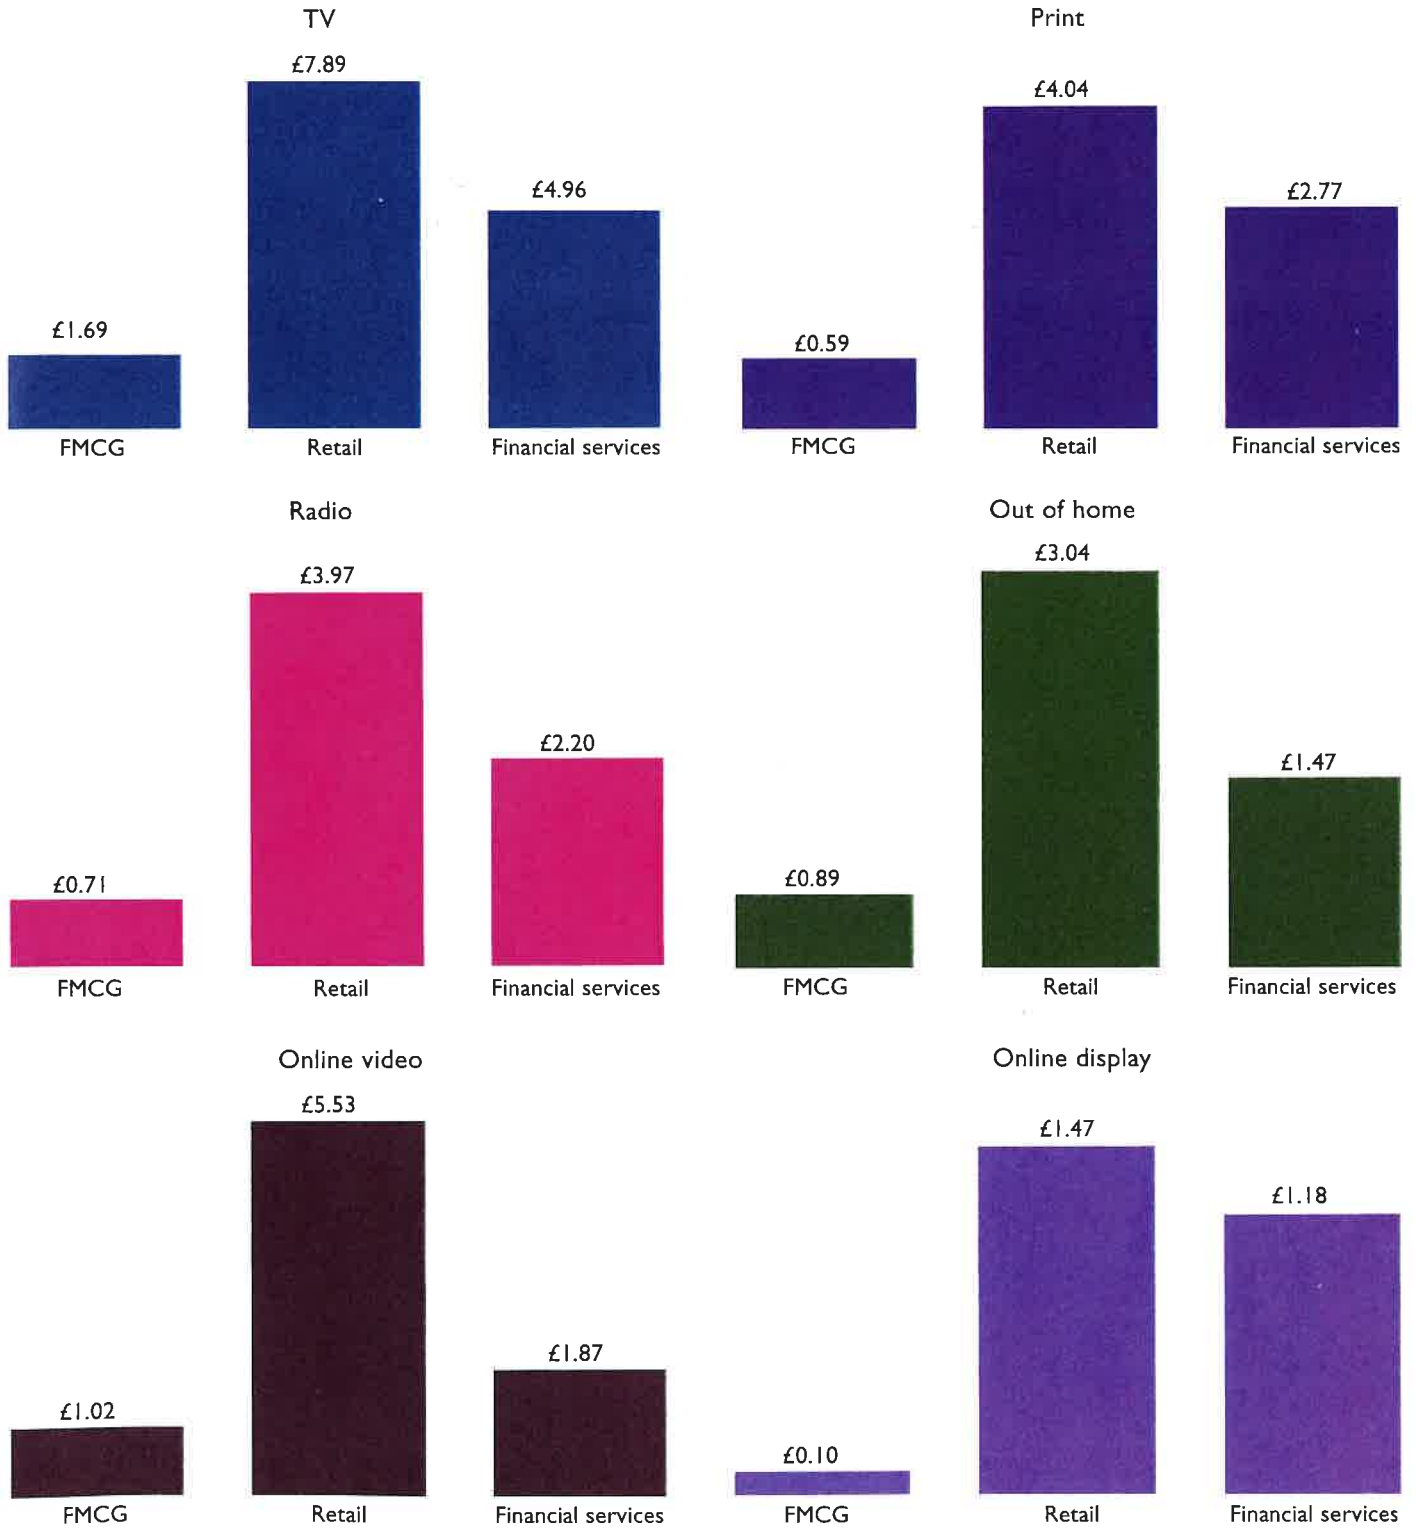 TV
£7.89
£4.96
£1.69
FMCG Retail Financial services
Print
£4.04
£2.77
£0.59
FMCG Retail Financial services
Radio
£3.97
£2.20
£0.71
FMCG Retail Financial services
Out of home
£3.04
£1.47
£0.89
FMCG Retail Financial services
Online video
£5.53
£1.87
£1.02
FMCG Retail Financial services
Online display
£1.47
£1.18
£0.10
FMCG Retail Financial services